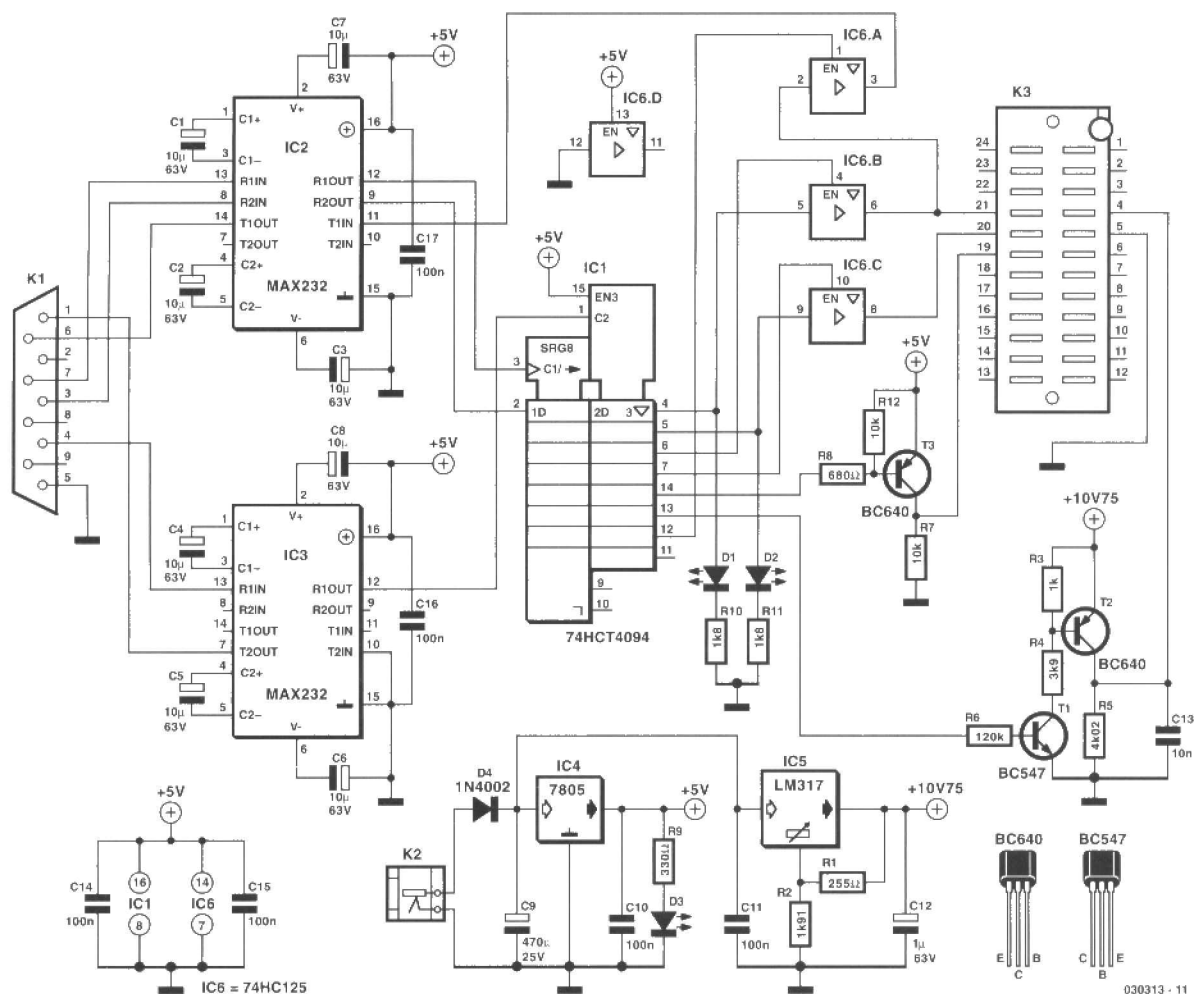 C7
10µ
63V
+5V
2
V+
1
C1+
C1
10µ
63V
3
C1–
IC2
16
13
R1IN
R1OUT
12
8
R2IN
R2OUT
9
14
T1OUT
T1IN
11
7
T2OUT
T2IN
10
4
C2+
C2
10µ
63V
5
C2–
MAX232
15
V-
6
C17
100n
C3
10µ
63V
K1
1
6
2
7
3
8
4
9
5
C8
10µ
63V
+5V
2
V+
1
C1+
C4
10µ
63V
3
C1–
IC3
16
13
R1IN
R1OUT
12
8
R2IN
R2OUT
9
14
T1OUT
T1IN
11
7
T2OUT
T2IN
10
4
C2+
C5
10µ
63V
5
C2–
MAX232
15
V-
6
C16
100n
C6
10µ
63V
+5V
IC6.D
13
EN
12
11
IC6.A
1
EN
2
3
IC6.B
4
EN
5
6
IC6.C
10
EN
9
8
+5V
IC1
15
EN3
1
C2
SRG8
3
C1/
2
1D
2D
3
4
5
6
7
14
13
12
11
9
10
74HCT4094
D1
D2
R10
1k8
R11
1k8
K3
24
23
22
21
20
19
18
17
16
15
14
13
1
2
3
4
5
6
7
8
9
10
11
12
+5V
R12
10k
R8
680Ω
T3
BC640
R7
10k
+10V75
R3
1k
T2
BC640
R4
3k9
R6
120k
T1
BC547
R5
4k02
C13
10n
+5V
C14
100n
16
IC1
8
14
IC6
7
C15
100n
IC6 = 74HC125
K2
D4
1N4002
IC4
7805
C9
470µ
25V
C10
100n
+5V
R9
330Ω
D3
C11
100n
IC5
LM317
+10V75
R1
255Ω
R2
1k91
C12
1µ
63V
BC640
E
C
B
BC547
C
B
E
030313 - 11